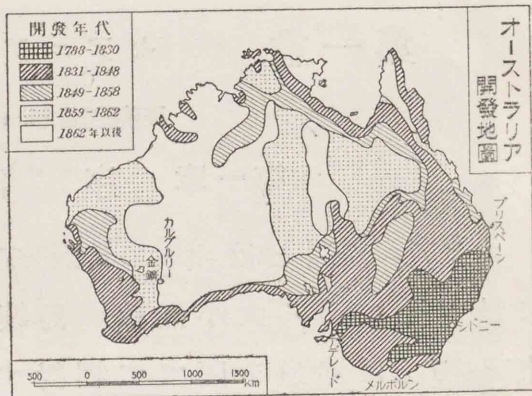 オーストラリア
開發地圖
開發年代
1788-1830
1831-1848
1849-1858
1859-1862
1862年以後
カルグルリー
金鑛
ブリスベーン
シドニー
アデレード
メルボルン
500 0 500 1000 1500
KM